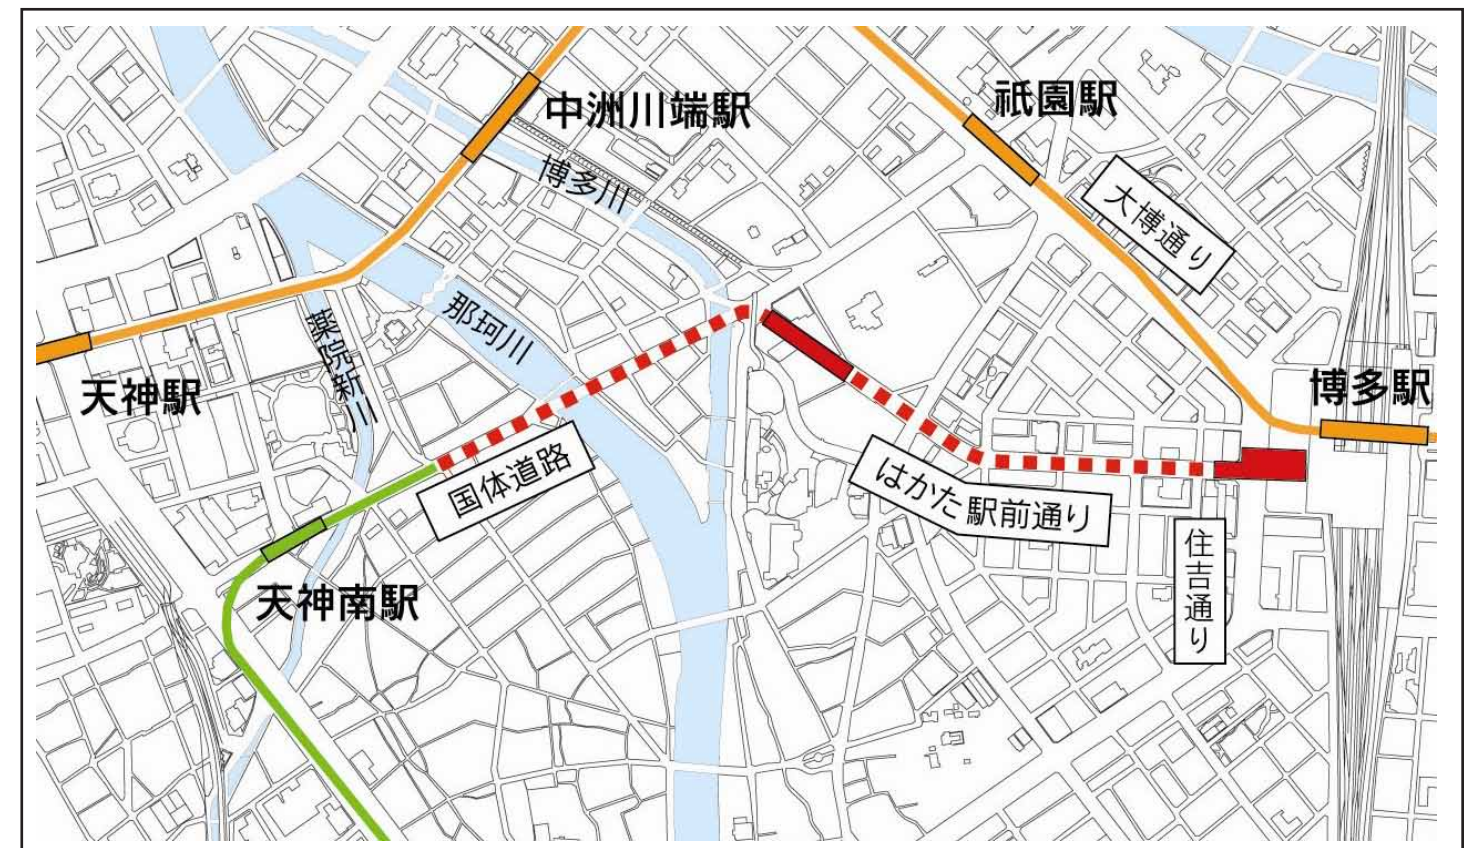 中洲川端駅
祇園駅
博多川
大博通り
那珂川
薬院新川
天神駅
博多駅
国体道路
はかた駅前通り
住吉通り
天神南駅